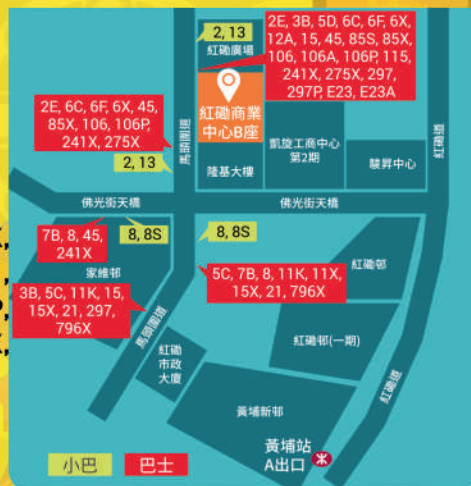 2, 13
紅磡廣場
2E, 3B, 5D, 6C, 6F, 6X,
12A, 15, 45, 85S, 85X,
106, 106A, 106P, 115,
241X, 275X, 297,
297P, E23, E23A
紅磡商業
中心B座
2E, 6C, 6F, 6X, 45,
85X, 106, 106P,
241X, 275X
馬頭圍道
凱旋工商中心
第2期
紅磡道
駿昇中心
隆基大樓
2, 13
佛光街天橋
佛光街天橋
7B, 8, 45,
241X
8, 8S
8, 8S
家維邨
3B, 5C, 11K, 15,
15X, 21, 297,
796X
5C, 7B, 8, 11K, 11X,
15X, 21, 796X
紅磡邨
馬頭圍道
紅磡
市政
大廈
紅磡邨(一期)
紅磡道
黃埔新邨
黃埔站
A出口
小巴
巴士